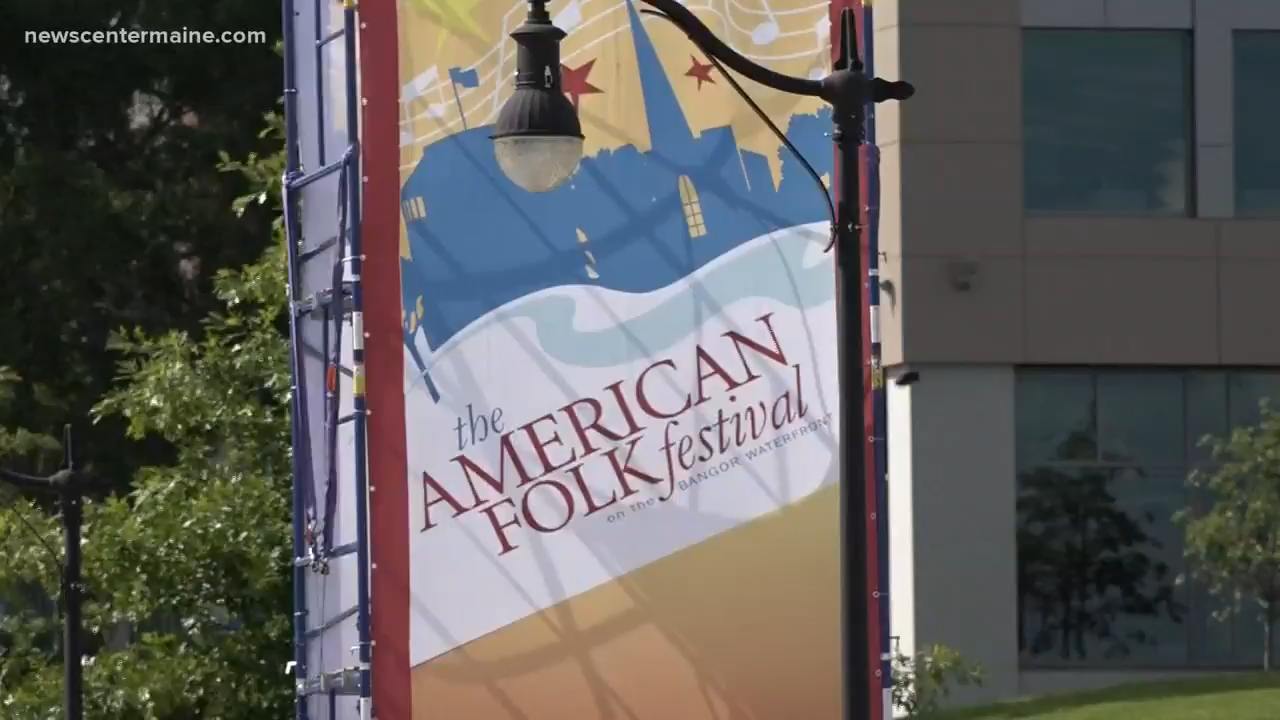 newscentermaine.com
the
AMERICAN
FOLK festival
on the BANGOR WATERFRONT